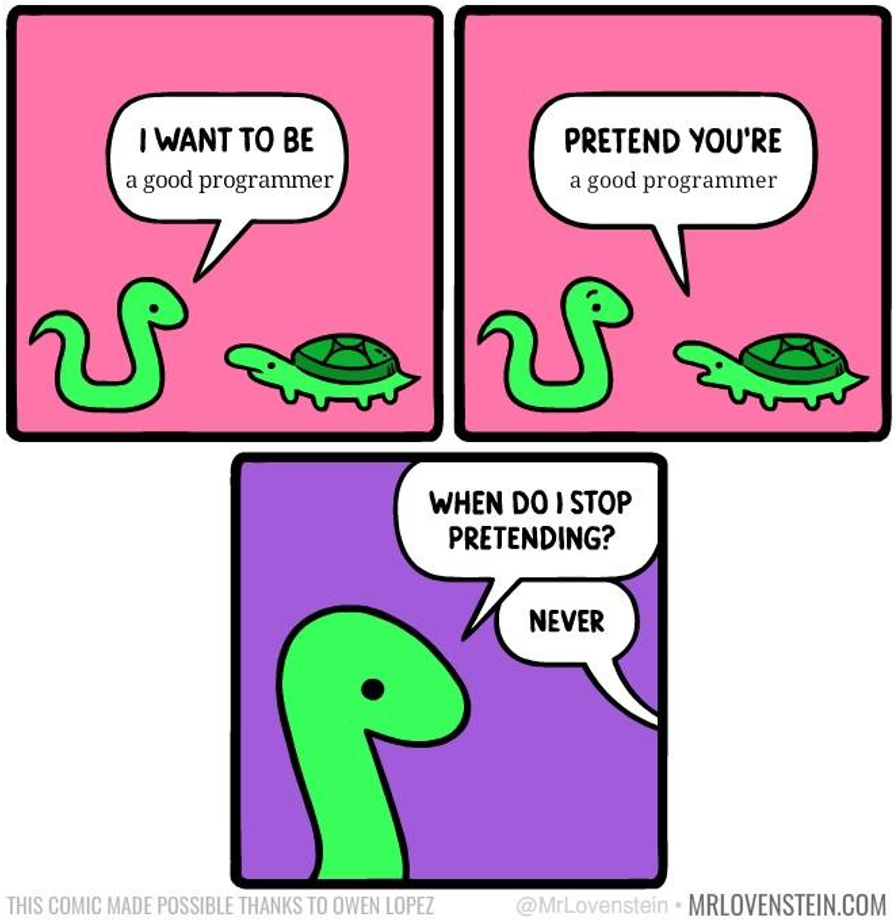 I WANT TO BE
a good programmer
PRETEND YOU'RE
a good programmer
WHEN DO I STOP
PRETENDING?
NEVER
THIS COMIC MADE POSSIBLE THANKS TO OWEN LOPEZ
@MrLovenstein • MRLOVENSTEIN.COM